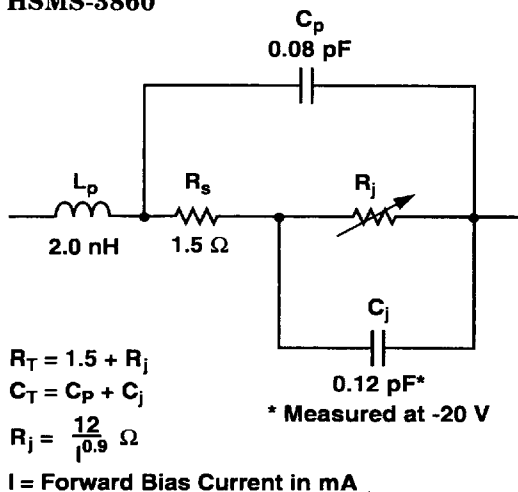 HSMS-3860
Cp
0.08 pF
Lp
Rs
Rj
2.0 nH
1.5 Ω
Cj
0.12 pF*
* Measured at -20 V
RT = 1.5 + Rj
CT = CP + Cj
Rj = 12 / I^0.9 Ω
I = Forward Bias Current in mA